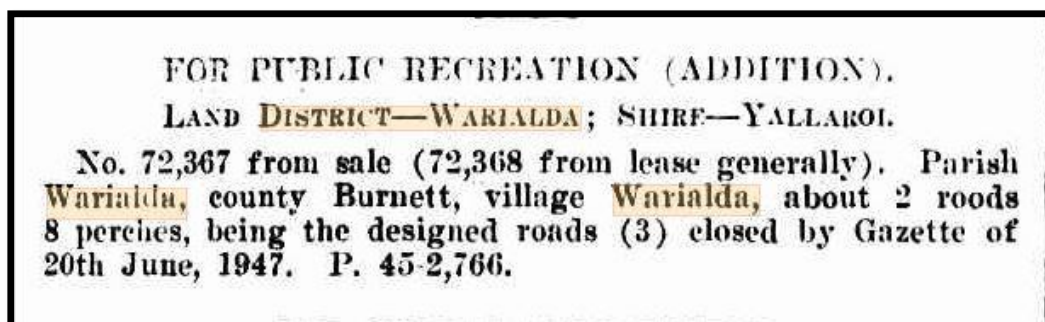 FOR PUBLIC RECREATION (ADDITION).
LAND DISTRICT—WARIALDA; SHIRE—YALLAROI.
No. 72,367 from sale (72,368 from lease generally). Parish
Warialda, county Burnett, village Warialda, about 2 roods
8 perches, being the designed roads (3) closed by Gazette of
20th June, 1947. P. 45-2,766.